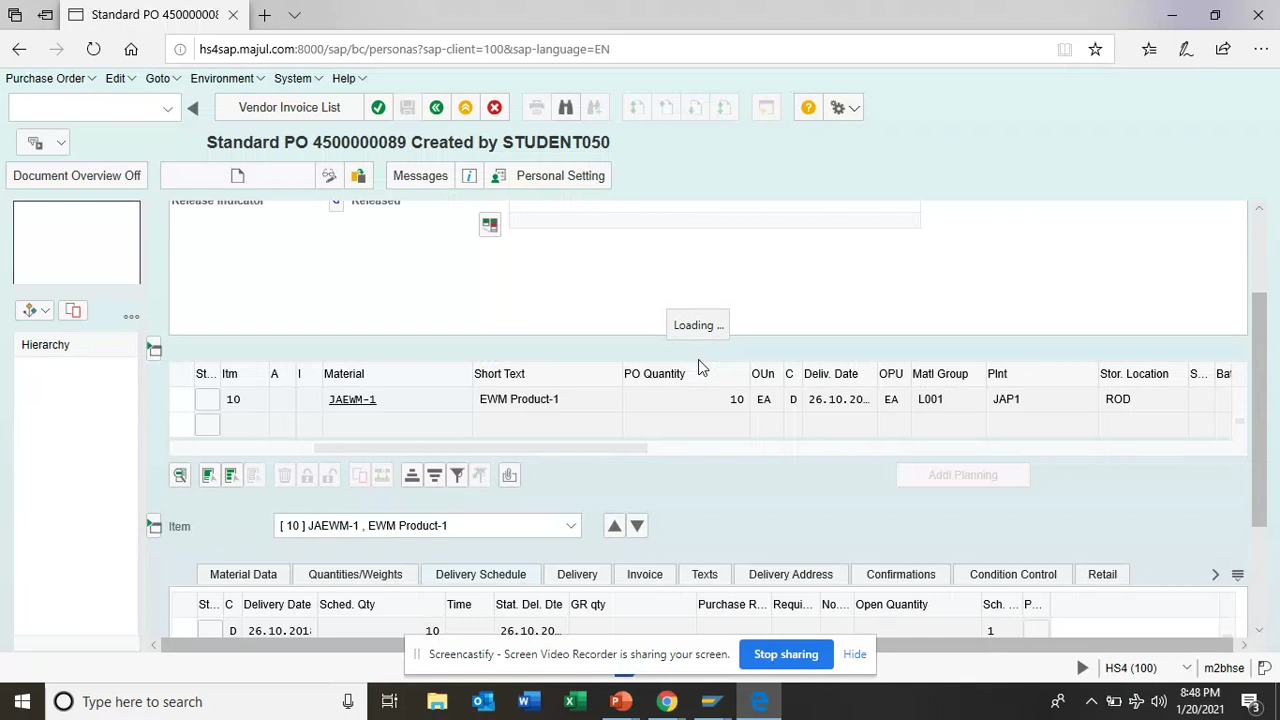 Standard PO 450000008
hs4sap.majul.com:8000/sap/bc/personas?sap-client=100&sap-language=EN
Purchase Order Edit Goto Environment System Help
Vendor Invoice List
Standard PO 4500000089 Created by STUDENT050
Document Overview Off Messages Personal Setting
Release Indicator G Released
Loading ...
Hierarchy
St... Itm A I Material Short Text PO Quantity OUn C Deliv. Date OPU Matl Group Plnt Stor. Location S... Bat
10 JAEWM-1 EWM Product-1 10 EA D 26.10.20... EA L001 JAP1 ROD
Addl Planning
Item [ 10 ] JAEWM-1 , EWM Product-1
Material Data Quantities/Weights Delivery Schedule Delivery Invoice Texts Delivery Address Confirmations Condition Control Retail
St... C Delivery Date Sched. Qty Time Stat. Del. Dte GR qty Purchase R... Requi... No.... Open Quantity Sch. ... P...
D 26.10.201 10 26.10.20... 1
Screencastify - Screen Video Recorder is sharing your screen. Stop sharing Hide
HS4 (100) m2bhse
Type here to search
8:48 PM
1/20/2021
3